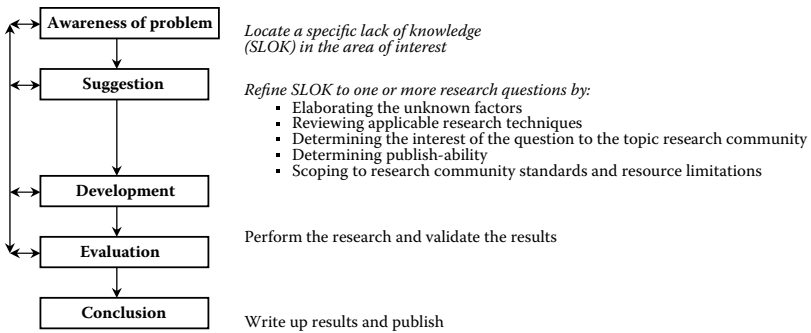 Awareness of problem
Locate a specific lack of knowledge
(SLOK) in the area of interest
Suggestion
Refine SLOK to one or more research questions by:
▪ Elaborating the unknown factors
▪ Reviewing applicable research techniques
▪ Determining the interest of the question to the topic research community
▪ Determining publish-ability
▪ Scoping to research community standards and resource limitations
Development
Evaluation
Perform the research and validate the results
Conclusion
Write up results and publish